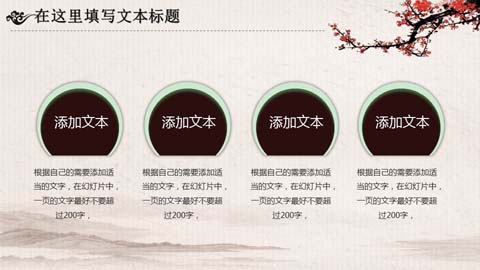 在这里填写文本标题
添加文本
添加文本
添加文本
添加文本
根据自己的需要添加适
当的文字，在幻灯片中，
一页的文字最好不要超
过200字，
根据自己的需要添加适
当的文字，在幻灯片中，
一页的文字最好不要超
过200字，
根据自己的需要添加适
当的文字，在幻灯片中，
一页的文字最好不要超
过200字，
根据自己的需要添加适
当的文字，在幻灯片中，
一页的文字最好不要超
过200字，